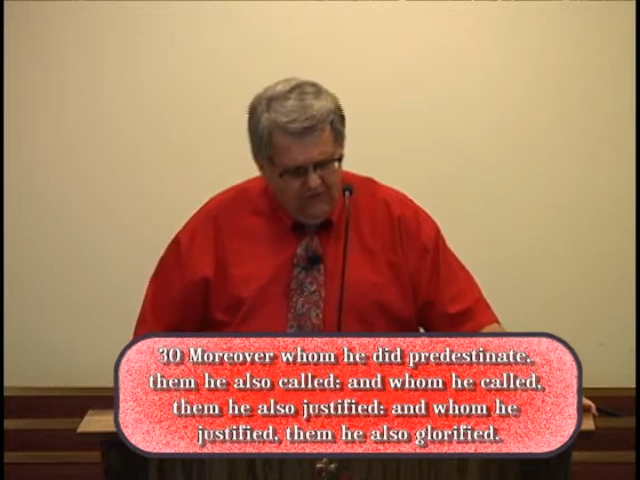 30 Moreover whom he did predestinate,
them he also called: and whom he called,
them he also justified: and whom he
justified, them he also glorified.